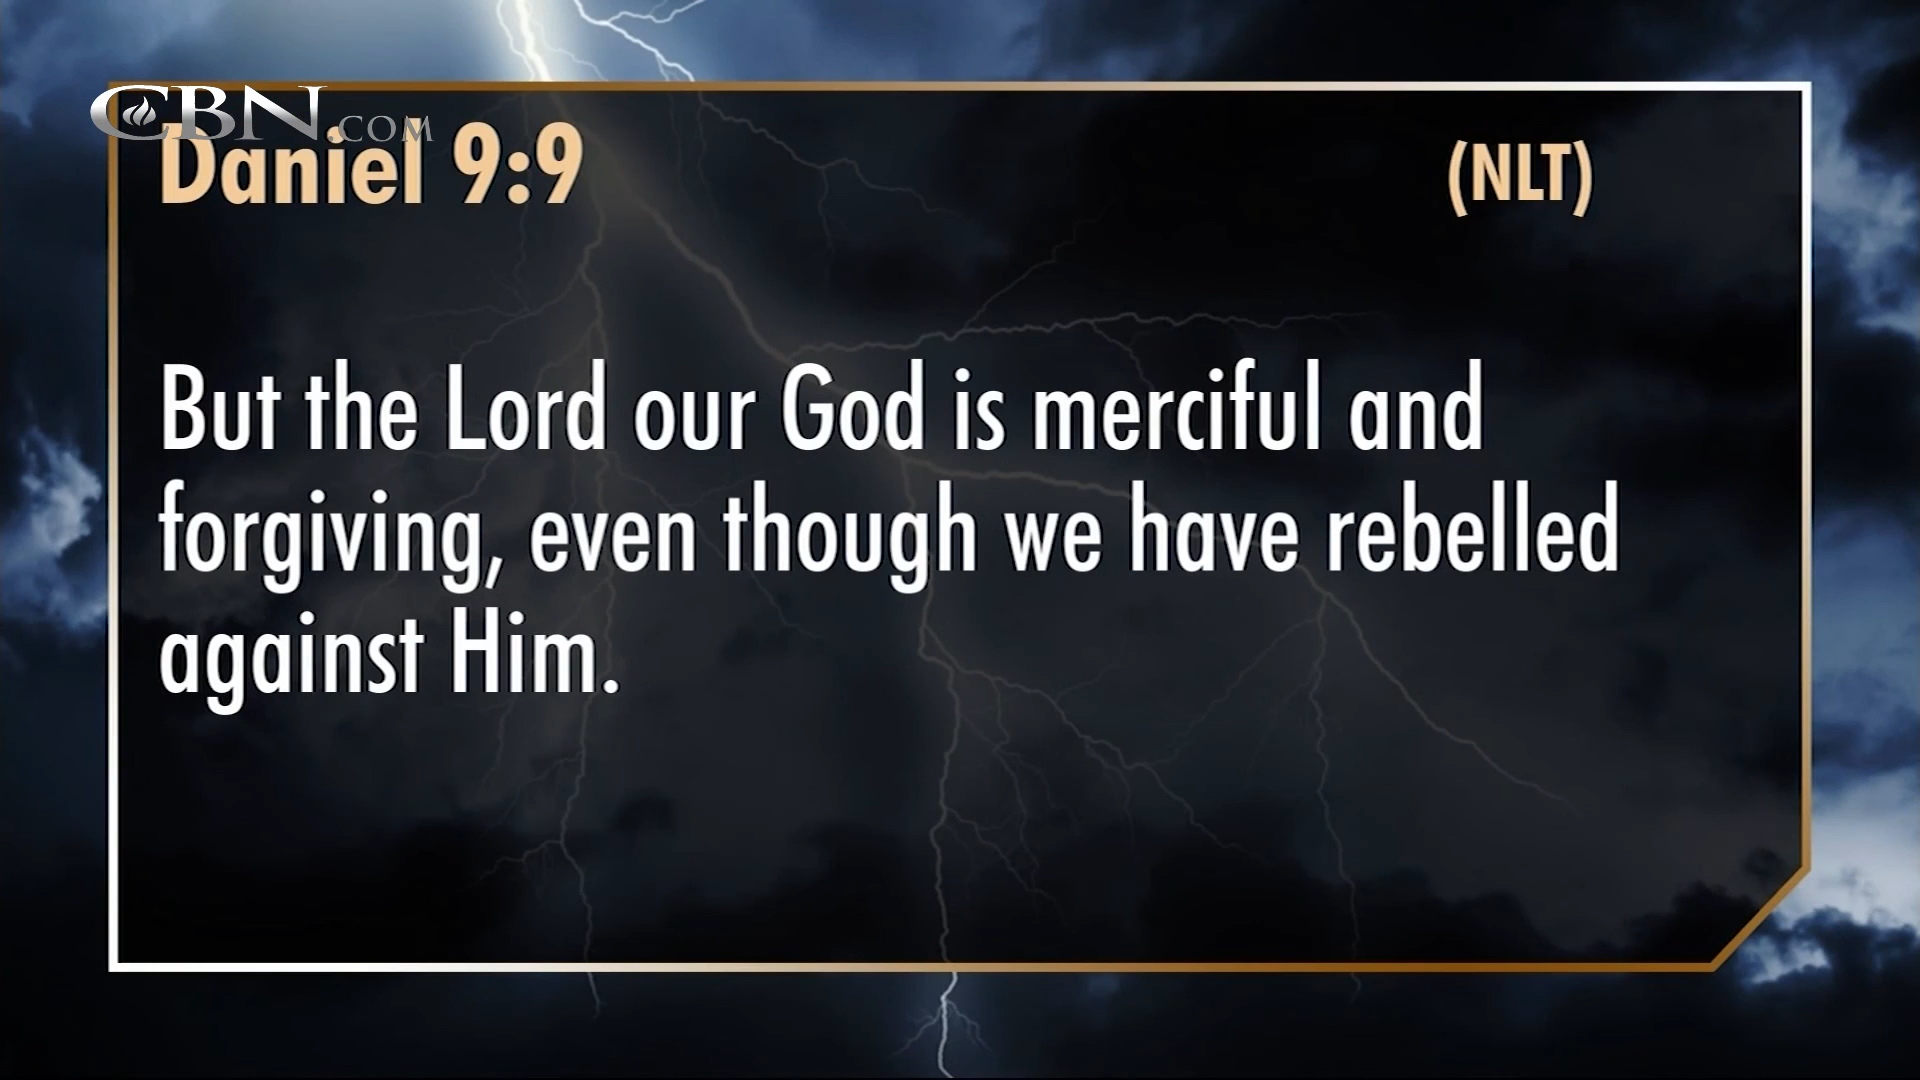 CBN.COM
Daniel 9:9 (NLT)
But the Lord our God is merciful and
forgiving, even though we have rebelled
against Him.